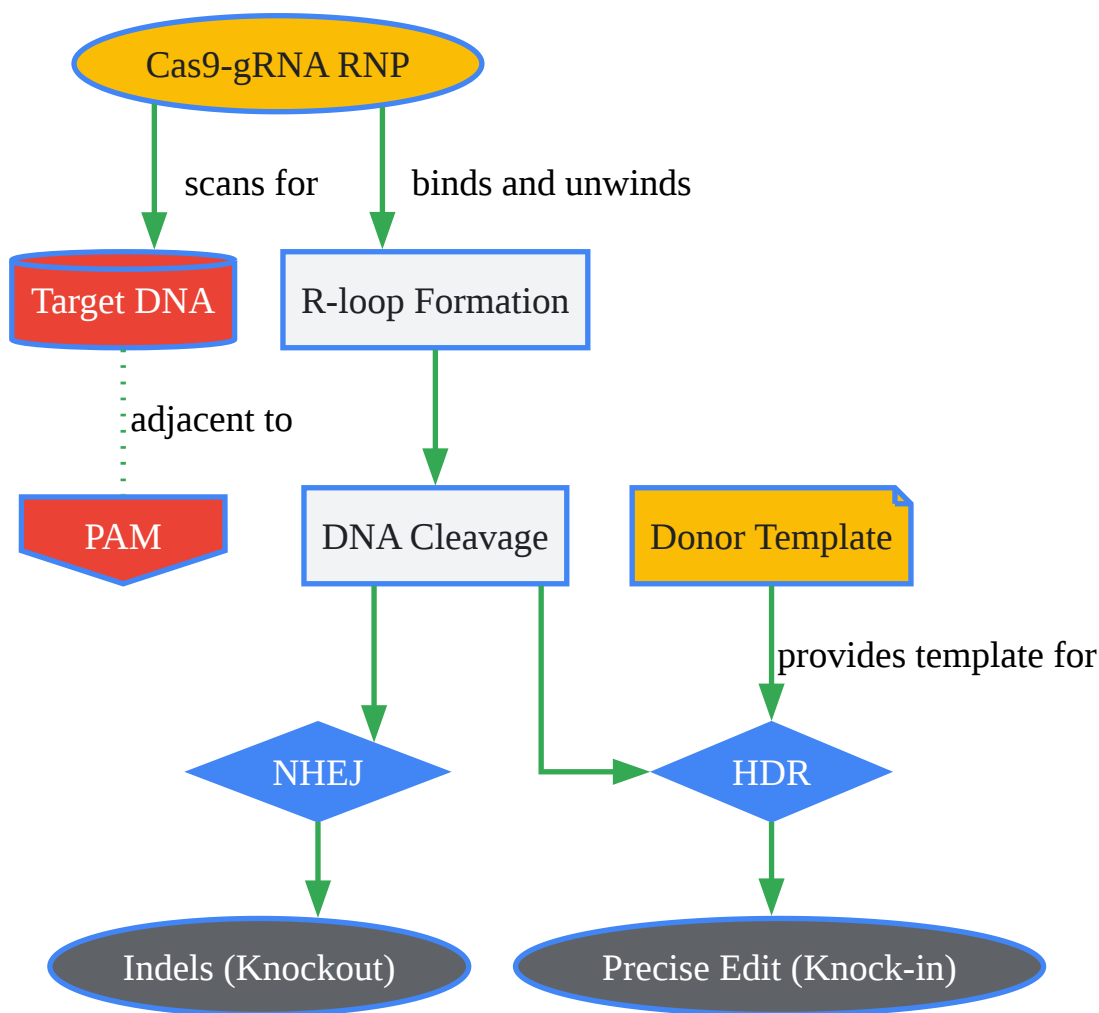 Cas9-gRNA RNP
scans for
binds and unwinds
Target DNA
R-loop Formation
adjacent to
PAM
DNA Cleavage
Donor Template
provides template for
NHEJ
HDR
Indels (Knockout)
Precise Edit (Knock-in)